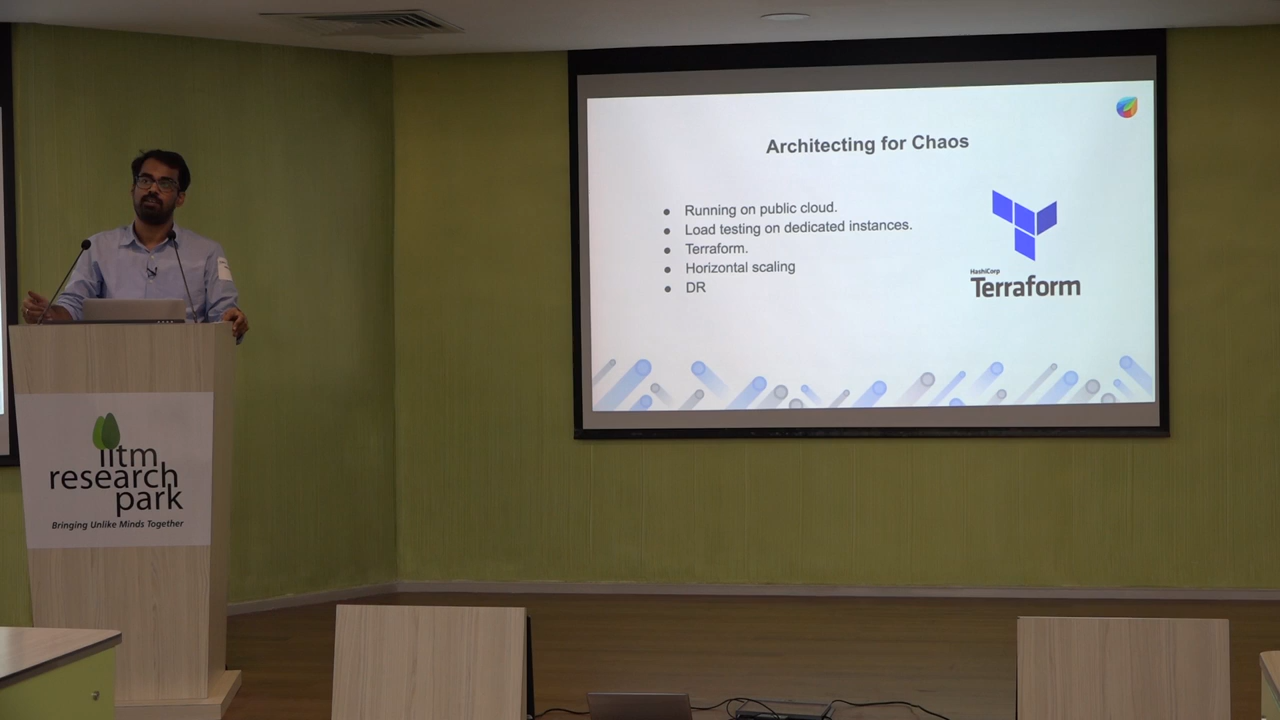 Architecting for Chaos
● Running on public cloud.
● Load testing on dedicated instances.
● Terraform.
● Horizontal scaling
● DR
HashiCorp
Terraform
iitm
research
park
Bringing Unlike Minds Together